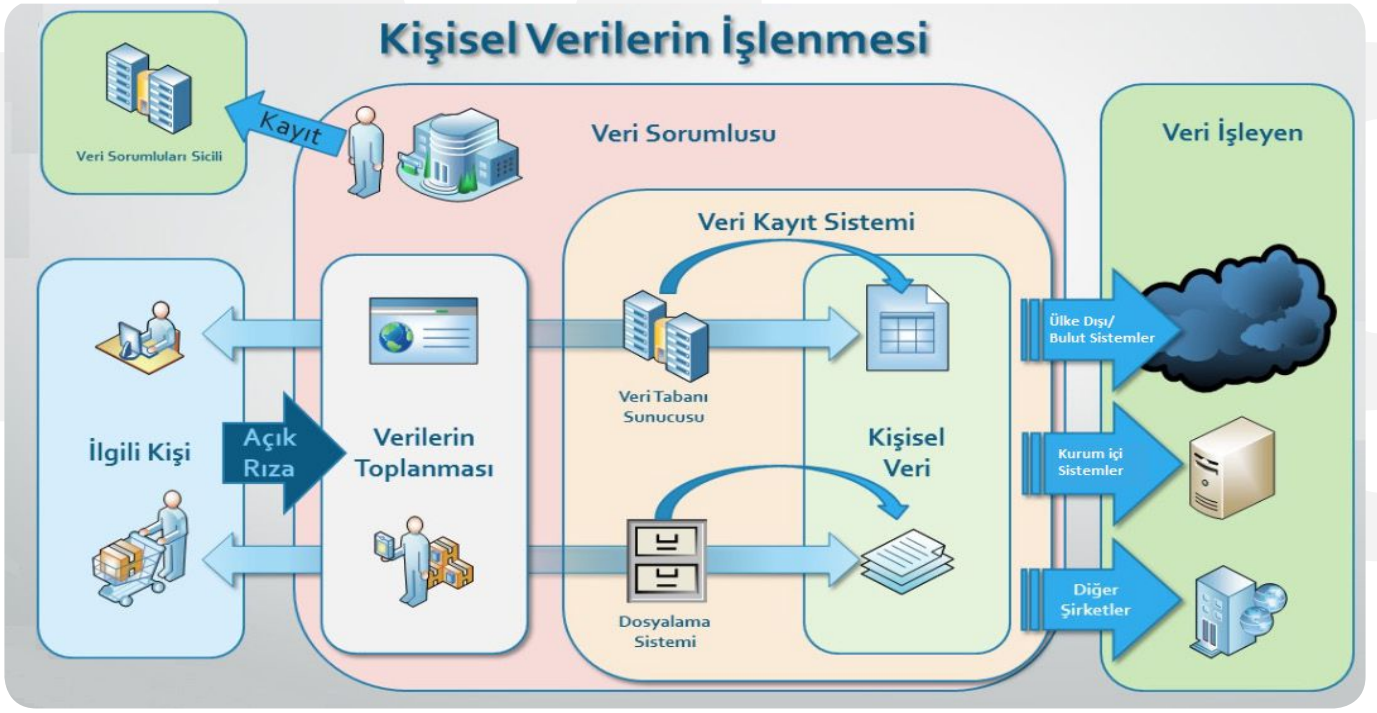 Kişisel Verilerin İşlenmesi
Veri Sorumluları Sicili
Kayıt
Veri Sorumlusu
Veri İşleyen
Veri Kayıt Sistemi
İlgili Kişi
Açık
Rıza
Verilerin
Toplanması
Veri Tabanı
Sunucusu
Dosyalama
Sistemi
Kişisel
Veri
Ülke Dışı/
Bulut Sistemler
Kurum içi
Sistemler
Diğer
Şirketler